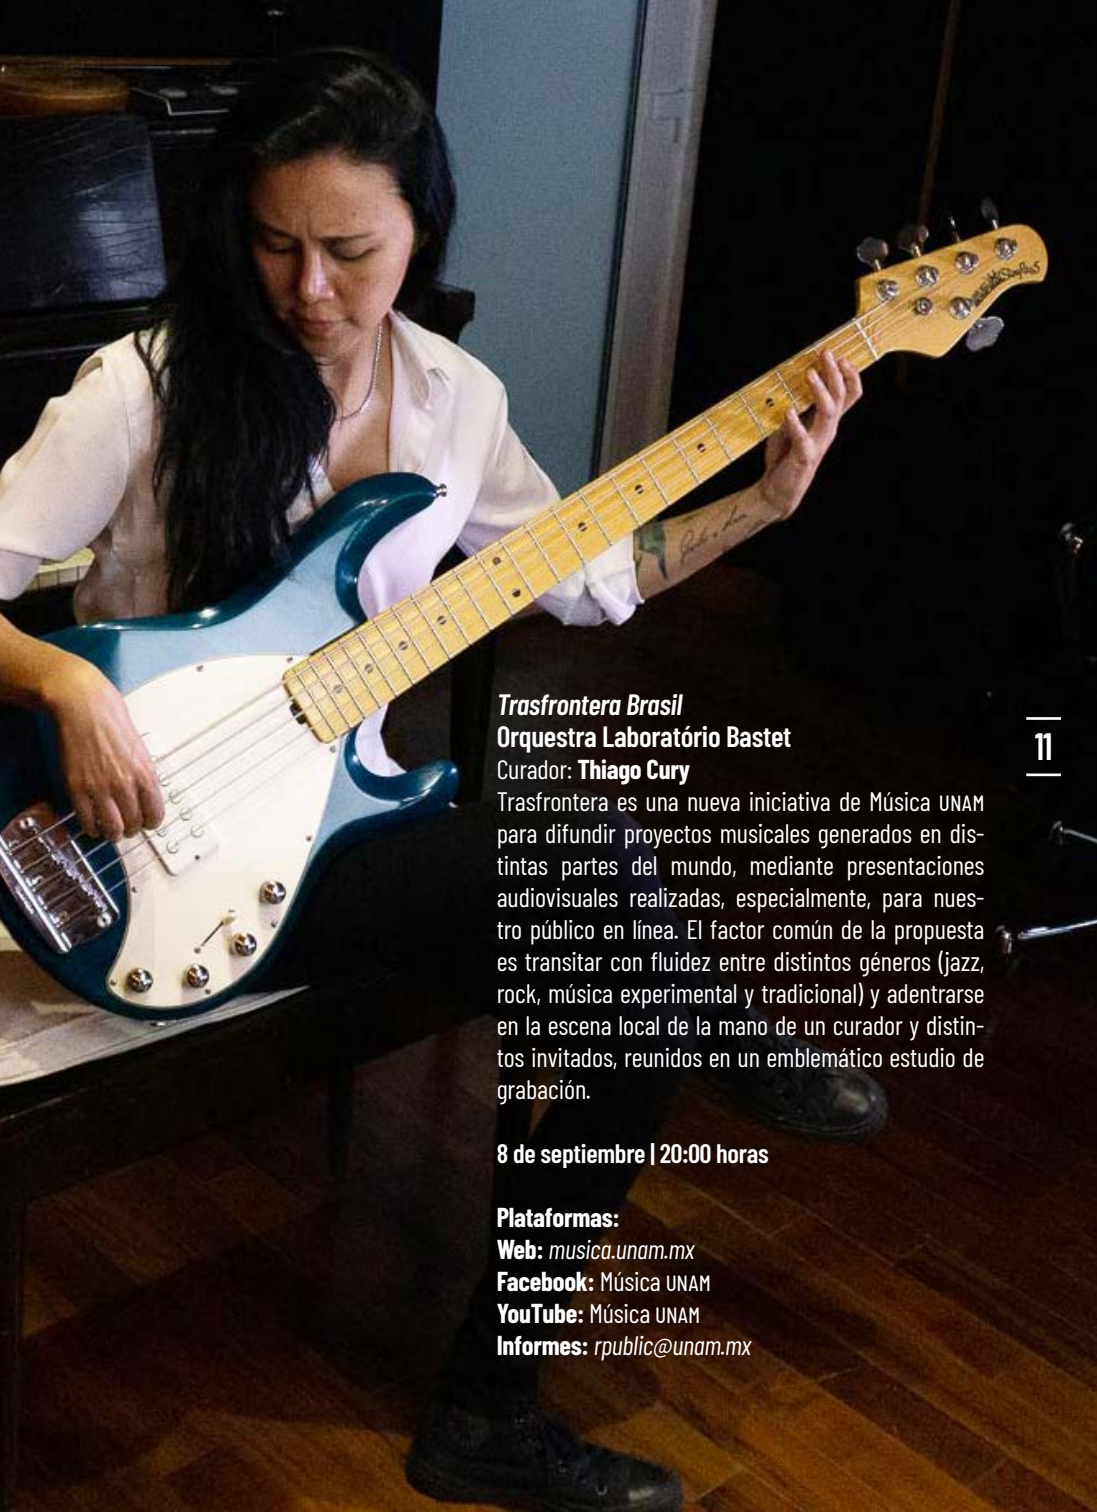 Trasfrontera Brasil
Orquestra Laboratório Bastet
Curador: Thiago Cury
Trasfrontera es una nueva iniciativa de Música UNAM
para difundir proyectos musicales generados en dis-
tintas partes del mundo, mediante presentaciones
audiovisuales realizadas, especialmente, para nues-
tro público en línea. El factor común de la propuesta
es transitar con fluidez entre distintos géneros (jazz,
rock, música experimental y tradicional) y adentrarse
en la escena local de la mano de un curador y distin-
tos invitados, reunidos en un emblemático estudio de
grabación.
8 de septiembre | 20:00 horas
Plataformas:
Web: musica.unam.mx
Facebook: Música UNAM
YouTube: Música UNAM
Informes: rpublic@unam.mx
11